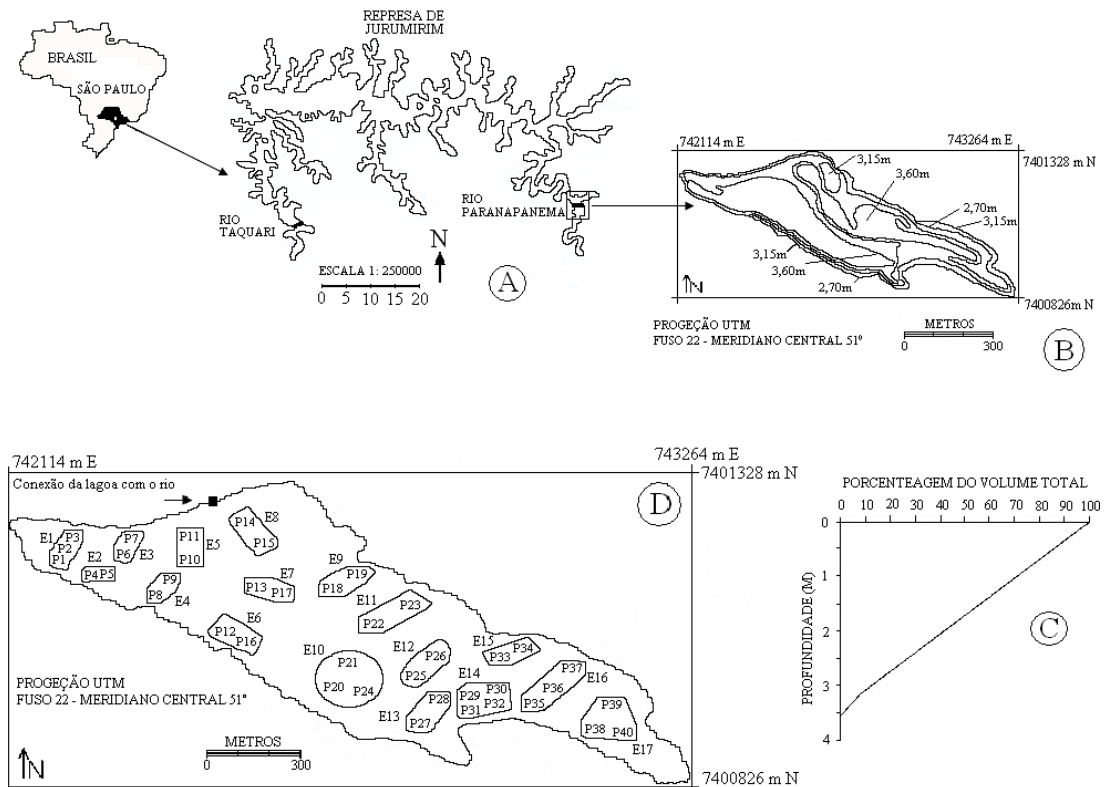 REPRESA DE
JURUMIRIM
BRASIL
SÃO PAULO
RIO
TAQUARI
RIO
PARANAPANEMA
N
ESCALA 1: 250000
0 5 10 15 20
A
742114 m E
743264 m E
7401328 m N
3,15m
3,60m
2,70m
3,15m
3,15m
3,60m
2,70m
N
7400826m N
PROGEÇÃO UTM
FUSO 22 - MERIDIANO CENTRAL 51º
METROS
0 300
B
742114 m E
743264 m E
7401328 m N
Conexão da lagoa com o rio
D
E1 P3
P2
P1
E2
P4 P5
P7
P6 E3
P9
P8 E4
P11
E5
P10
E8
P14
P15
E7
P13
P17
E6
P12
P16
E9
P19
P18
E11
P23
P22
E10
P21
P20 P24
E12
P26
P25
E13
P28
P27
E14
P29 P30
P31 P32
E15
P34
P33
P37
E16
P36
P35
P39
P38 P40
E17
PROGEÇÃO UTM
FUSO 22 - MERIDIANO CENTRAL 51º
N
METROS
0 300
7400826 m N
PORCENTEAGEM DO VOLUME TOTAL
0 10 20 30 40 50 60 70 80 90 100
PROFUNDIDADE (M)
0
1
2
3
4
C